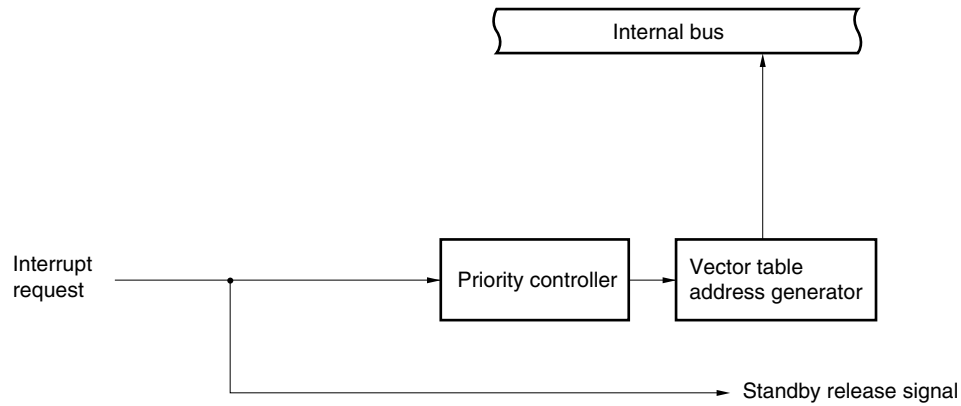 Internal bus
Interrupt
request
Priority controller
Vector table
address generator
Standby release signal